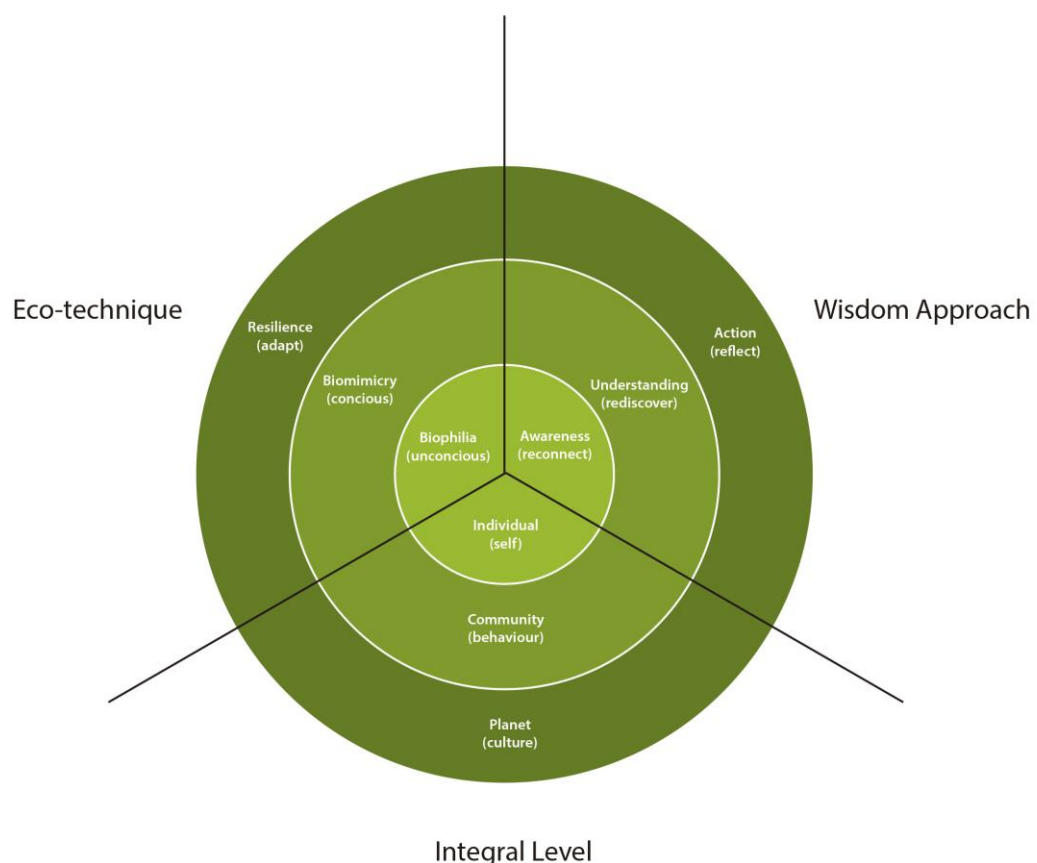 Eco-technique
Wisdom Approach
Resilience
(adapt)
Action
(reflect)
Biomimicry
(concious)
Understanding
(rediscover)
Biophilia
(unconcious)
Awareness
(reconnect)
Individual
(self)
Community
(behaviour)
Planet
(culture)
Integral Level